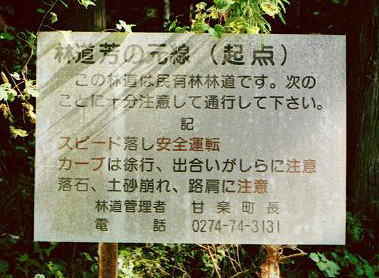 林道芳の元線（起点）
この林道は民有林林道です。次の
ことに十分注意して通行して下さい。
記
スピード落し安全運転
カーブは徐行、出合いがしらに注意
落石、土砂崩れ、路肩に注意
林道管理者　甘楽町長
電　話　0274-74-3131